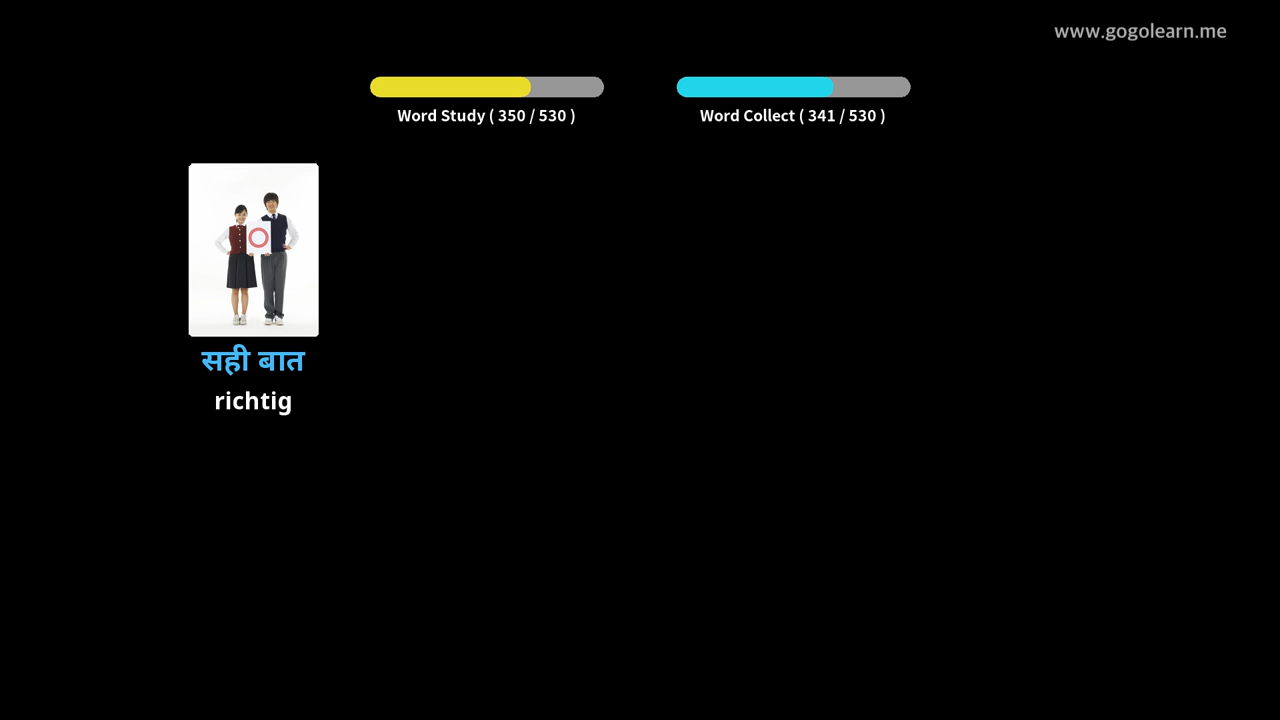 www.gogolearn.me
Word Study ( 350 / 530 )
Word Collect ( 341 / 530 )
सही बात
richtig